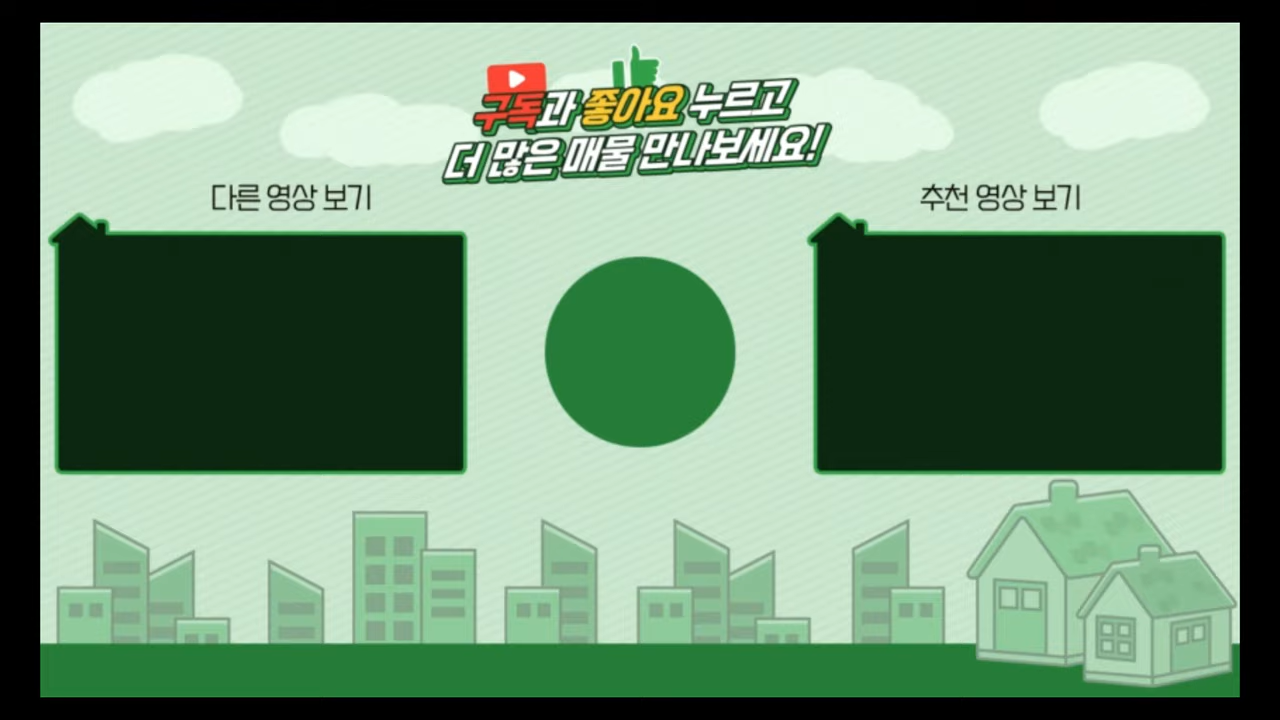 구독과 좋아요 누르고
더 많은 매물 만나보세요!
다른 영상 보기
추천 영상 보기